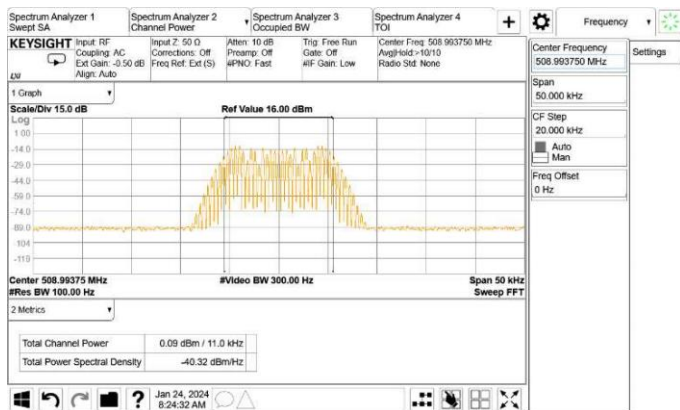 Spectrum Analyzer 1
Swept SA
Spectrum Analyzer 2
Channel Power
Spectrum Analyzer 3
Occupied BW
Spectrum Analyzer 4
TOI
+
Frequency
KEYSIGHT
Input: RF
Coupling: AC
Ext Gain: -0.50 dB
Align: Auto
Input Z: 50 Ω
Corrections: Off
Freq Ref: Ext (S)
Atten: 10 dB
Preamp: Off
#PNO: Fast
Trig: Free Run
Gate: Off
#IF Gain: Low
Center Freq: 508.993750 MHz
Avg|Hold:>10/10
Radio Std: None
Center Frequency
508.993750 MHz
Settings
Span
50.000 kHz
CF Step
20.000 kHz
Auto
Man
Freq Offset
0 Hz
1 Graph
Scale/Div 15.0 dB
Ref Value 16.00 dBm
Log
1.00
-14.0
-29.0
-44.0
-59.0
-74.0
-89.0
-104
-119
Center 508.99375 MHz
#Video BW 300.00 Hz
Span 50 kHz
#Res BW 100.00 Hz
Sweep FFT
2 Metrics
Total Channel Power 0.09 dBm / 11.0 kHz
Total Power Spectral Density -40.32 dBm/Hz
?
Jan 24, 2024
8:24:32 AM